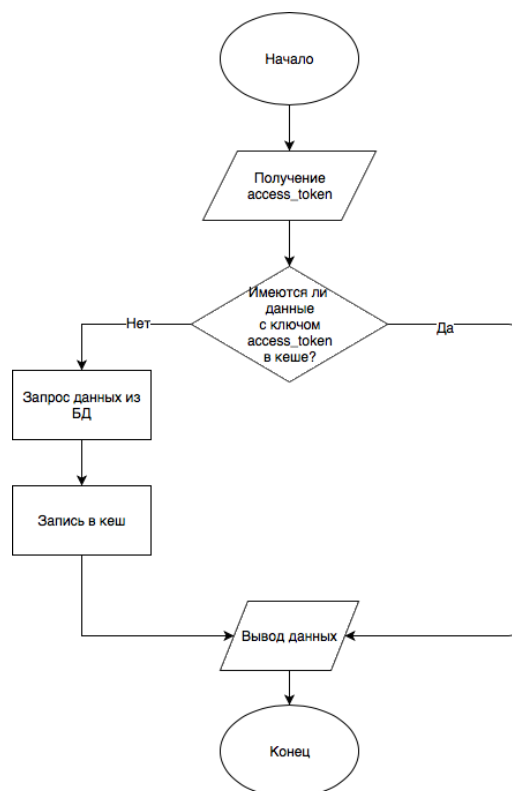 Начало
Получение
access_token
Имеются ли
данные
с ключом
access_token
в кеше?
Нет
Да
Запрос данных из
БД
Запись в кеш
Вывод данных
Конец